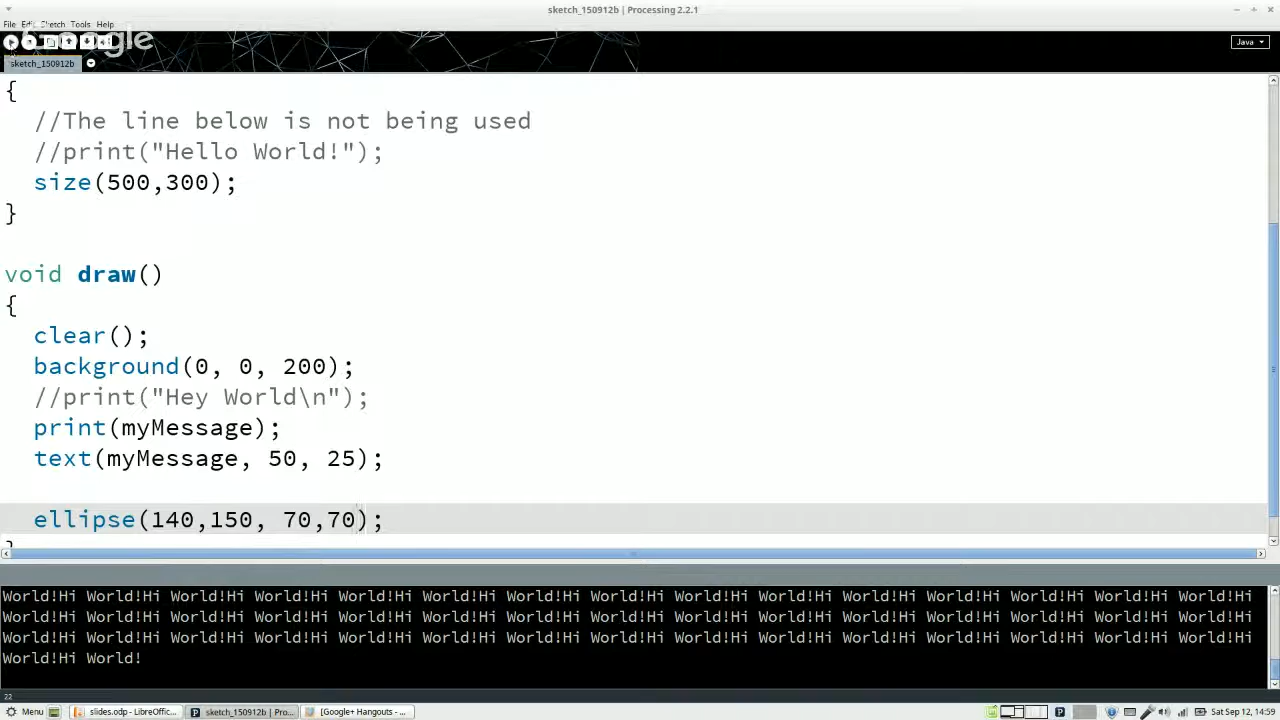 sketch_150912b | Processing 2.2.1
File Edit Sketch Tools Help
Google
Java
sketch_150912b
{
//The line below is not being used
//print("Hello World!");
size(500,300);
}
void draw()
{
clear();
background(0, 0, 200);
//print("Hey World\n");
print(myMessage);
text(myMessage, 50, 25);
ellipse(140,150, 70,70);
}
World!Hi World!Hi World!Hi World!Hi World!Hi World!Hi World!Hi World!Hi World!Hi World!Hi World!Hi World!Hi World!Hi World!Hi World!Hi
World!Hi World!Hi World!Hi World!Hi World!Hi World!Hi World!Hi World!Hi World!Hi World!Hi World!Hi World!Hi World!Hi World!Hi World!Hi
World!Hi World!Hi World!Hi World!Hi World!Hi World!Hi World!Hi World!Hi World!Hi World!Hi World!Hi World!Hi World!Hi World!Hi World!Hi
World!Hi World!
22
Menu slides.odp - LibreOffic... sketch_150912b | Pro... [Google+ Hangouts - ... Sat Sep 12, 14:59